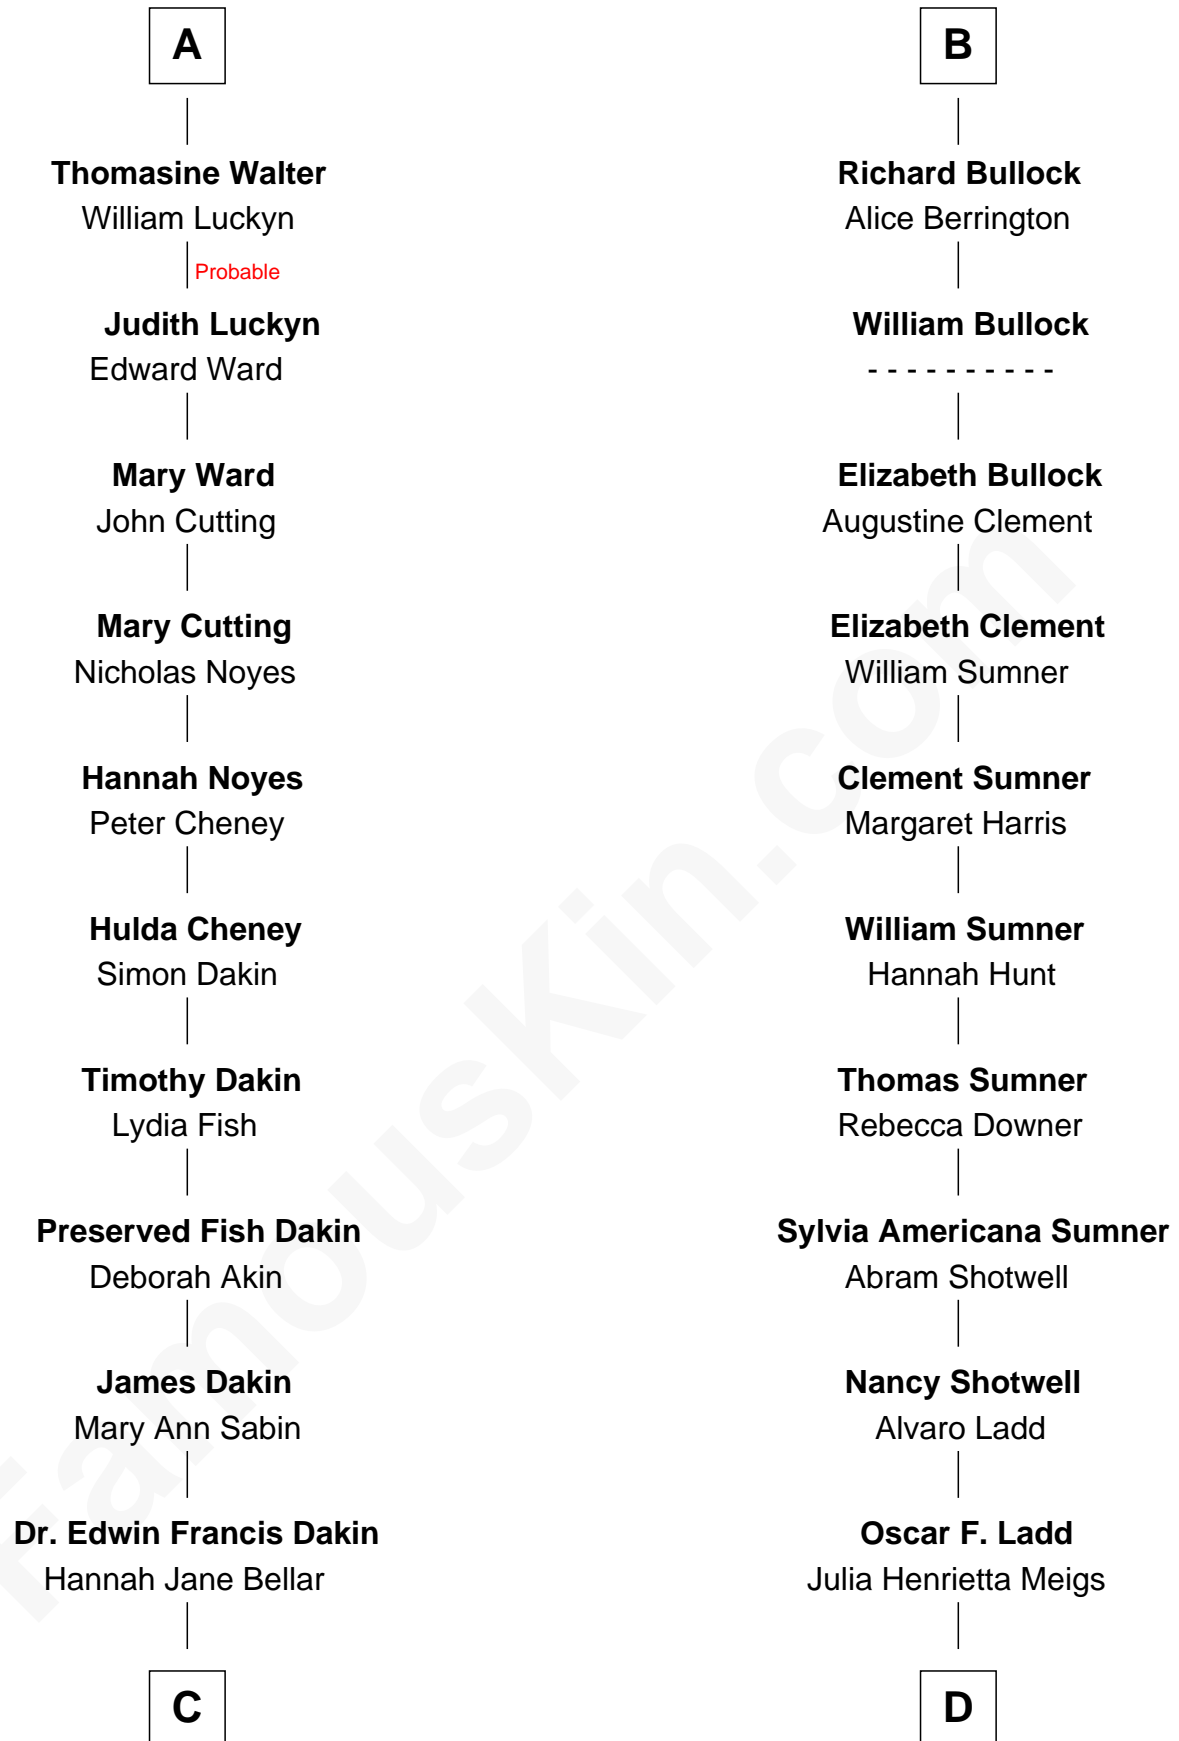 A
Thomasine Walter
William Luckyn
Probable
Judith Luckyn
Edward Ward
Mary Ward
John Cutting
Mary Cutting
Nicholas Noyes
Hannah Noyes
Peter Cheney
Hulda Cheney
Simon Dakin
Timothy Dakin
Lydia Fish
Preserved Fish Dakin
Deborah Akin
James Dakin
Mary Ann Sabin
Dr. Edwin Francis Dakin
Hannah Jane Bellar
C
B
Richard Bullock
Alice Berrington
William Bullock
- - - - - - - - - -
Elizabeth Bullock
Augustine Clement
Elizabeth Clement
William Sumner
Clement Sumner
Margaret Harris
William Sumner
Hannah Hunt
Thomas Sumner
Rebecca Downer
Sylvia Americana Sumner
Abram Shotwell
Nancy Shotwell
Alvaro Ladd
Oscar F. Ladd
Julia Henrietta Meigs
D
FamousKin.com